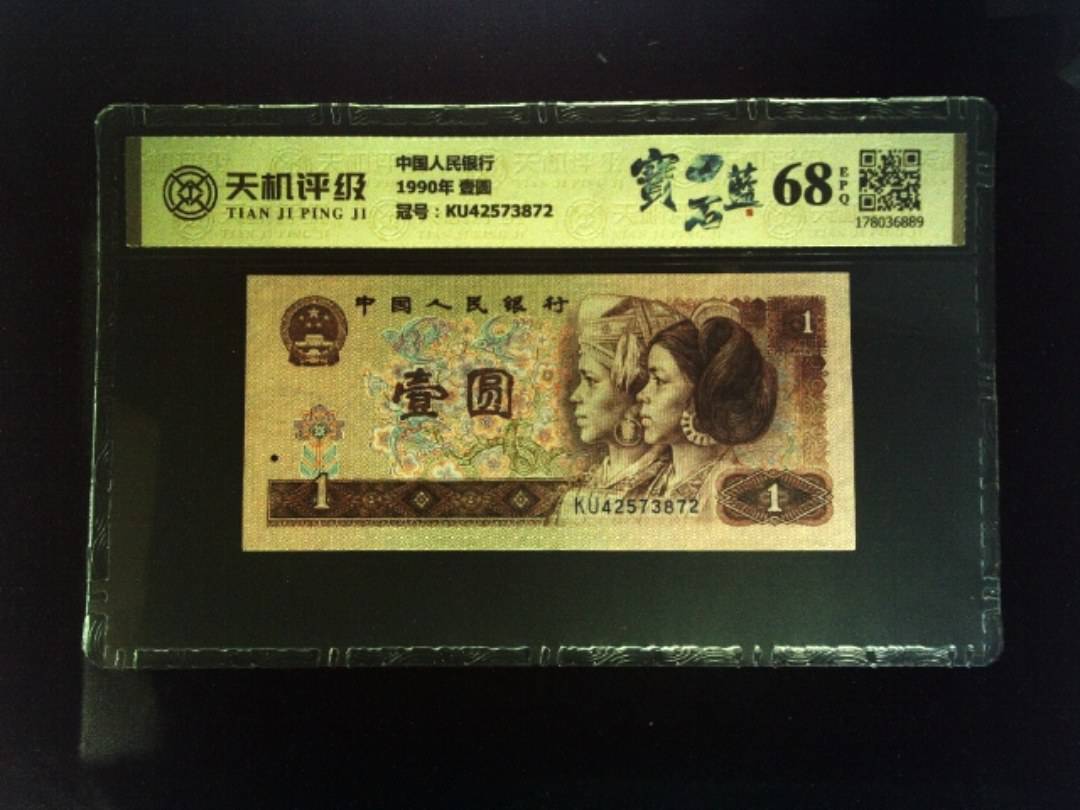 天机评级
TIAN JI PING JI
中国人民银行
1990年 壹圆
冠号:KU42573872
寶石蓝
68
EPQ
178036889
中国人民银行
1
壹圆
1
KU42573872
1